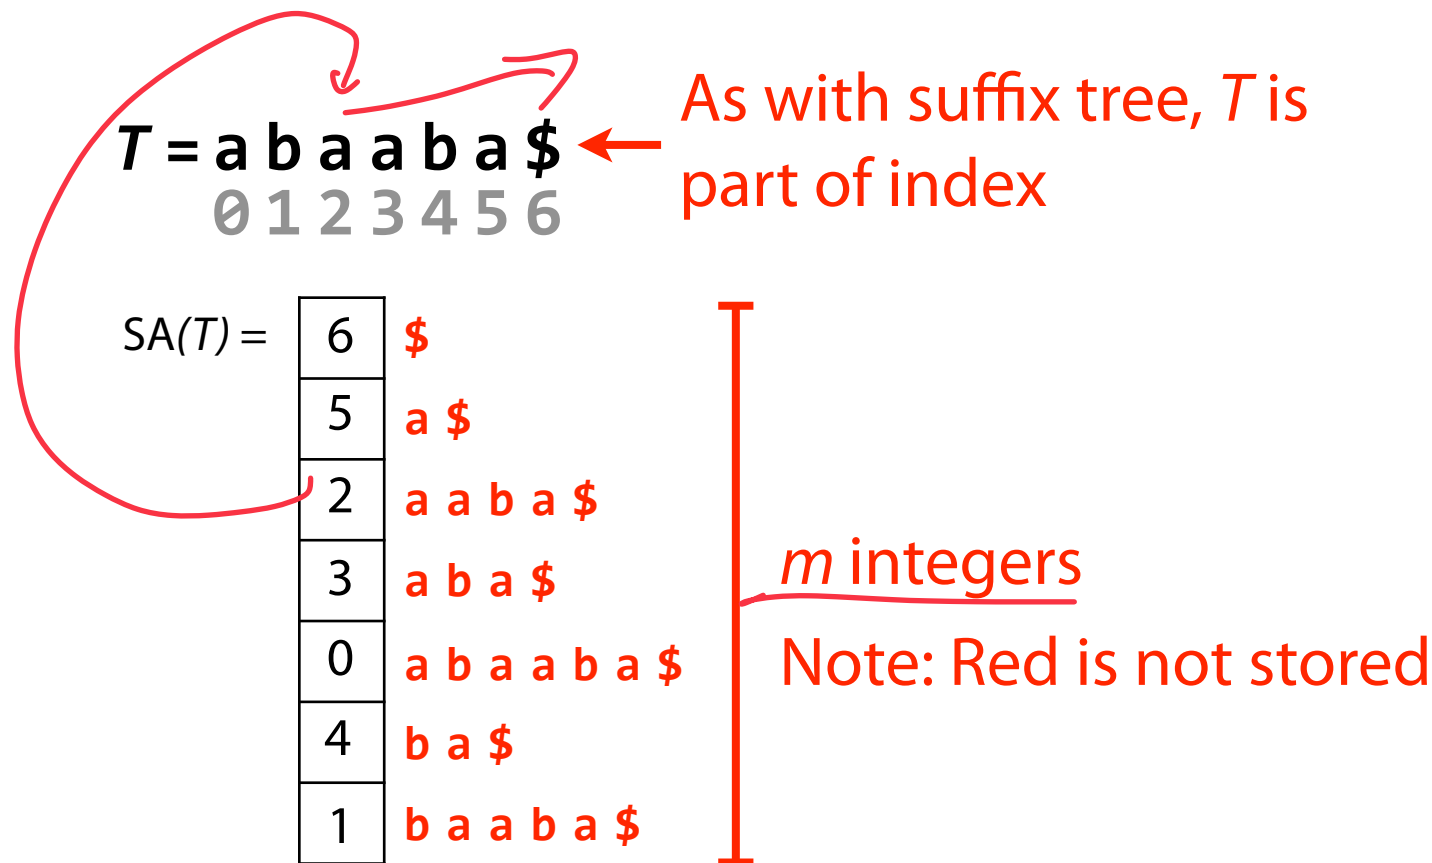 T = a b a a b a $
0 1 2 3 4 5 6
As with suffix tree, T is
part of index
SA(T) =
6 $
5 a $
2 a a b a $
3 a b a $
0 a b a a b a $
4 b a $
1 b a a b a $
m integers
Note: Red is not stored